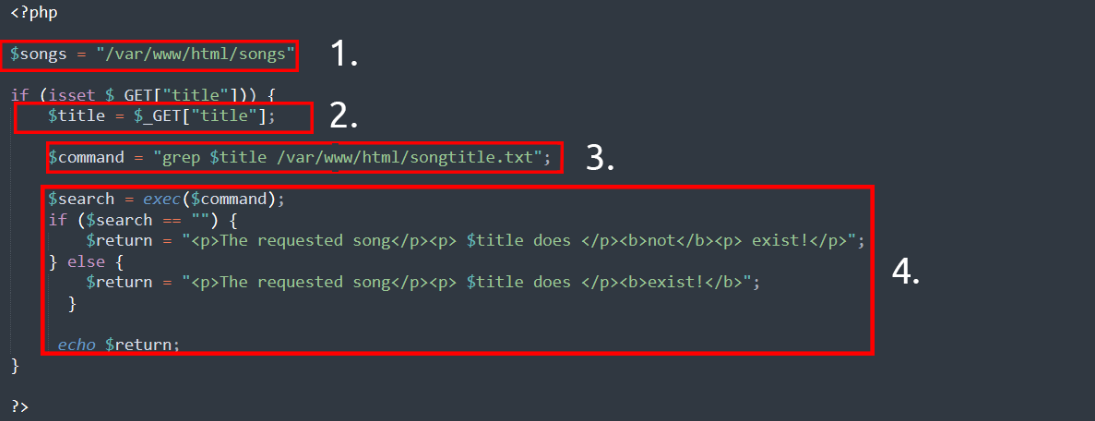 <?php
$songs = "/var/www/html/songs" 1.
if (isset $_GET["title"])) {
$title = $_GET["title"]; 2.
$command = "grep $title /var/www/html/songtitle.txt"; 3.
$search = exec($command);
if ($search == "") {
$return = "<p>The requested song</p><p> $title does </p><b>not</b><p> exist!</p>";
} else {
$return = "<p>The requested song</p><p> $title does </p><b>exist!</b>";
}
4.
echo $return;
}
?>